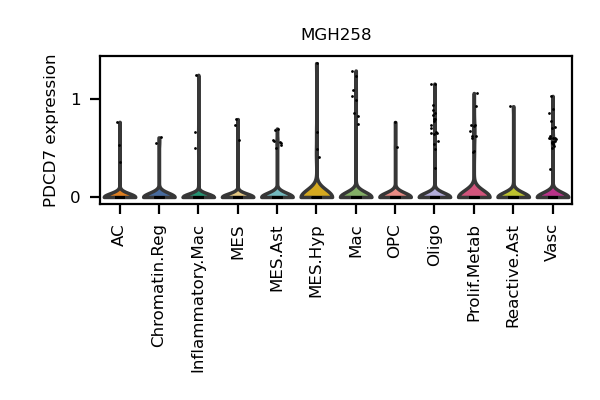 MGH258
PDCD7 expression
1
0
AC
Chromatin.Reg
Inflammatory.Mac
MES
MES.Ast
MES.Hyp
Mac
OPC
Oligo
Prolif.Metab
Reactive.Ast
Vasc